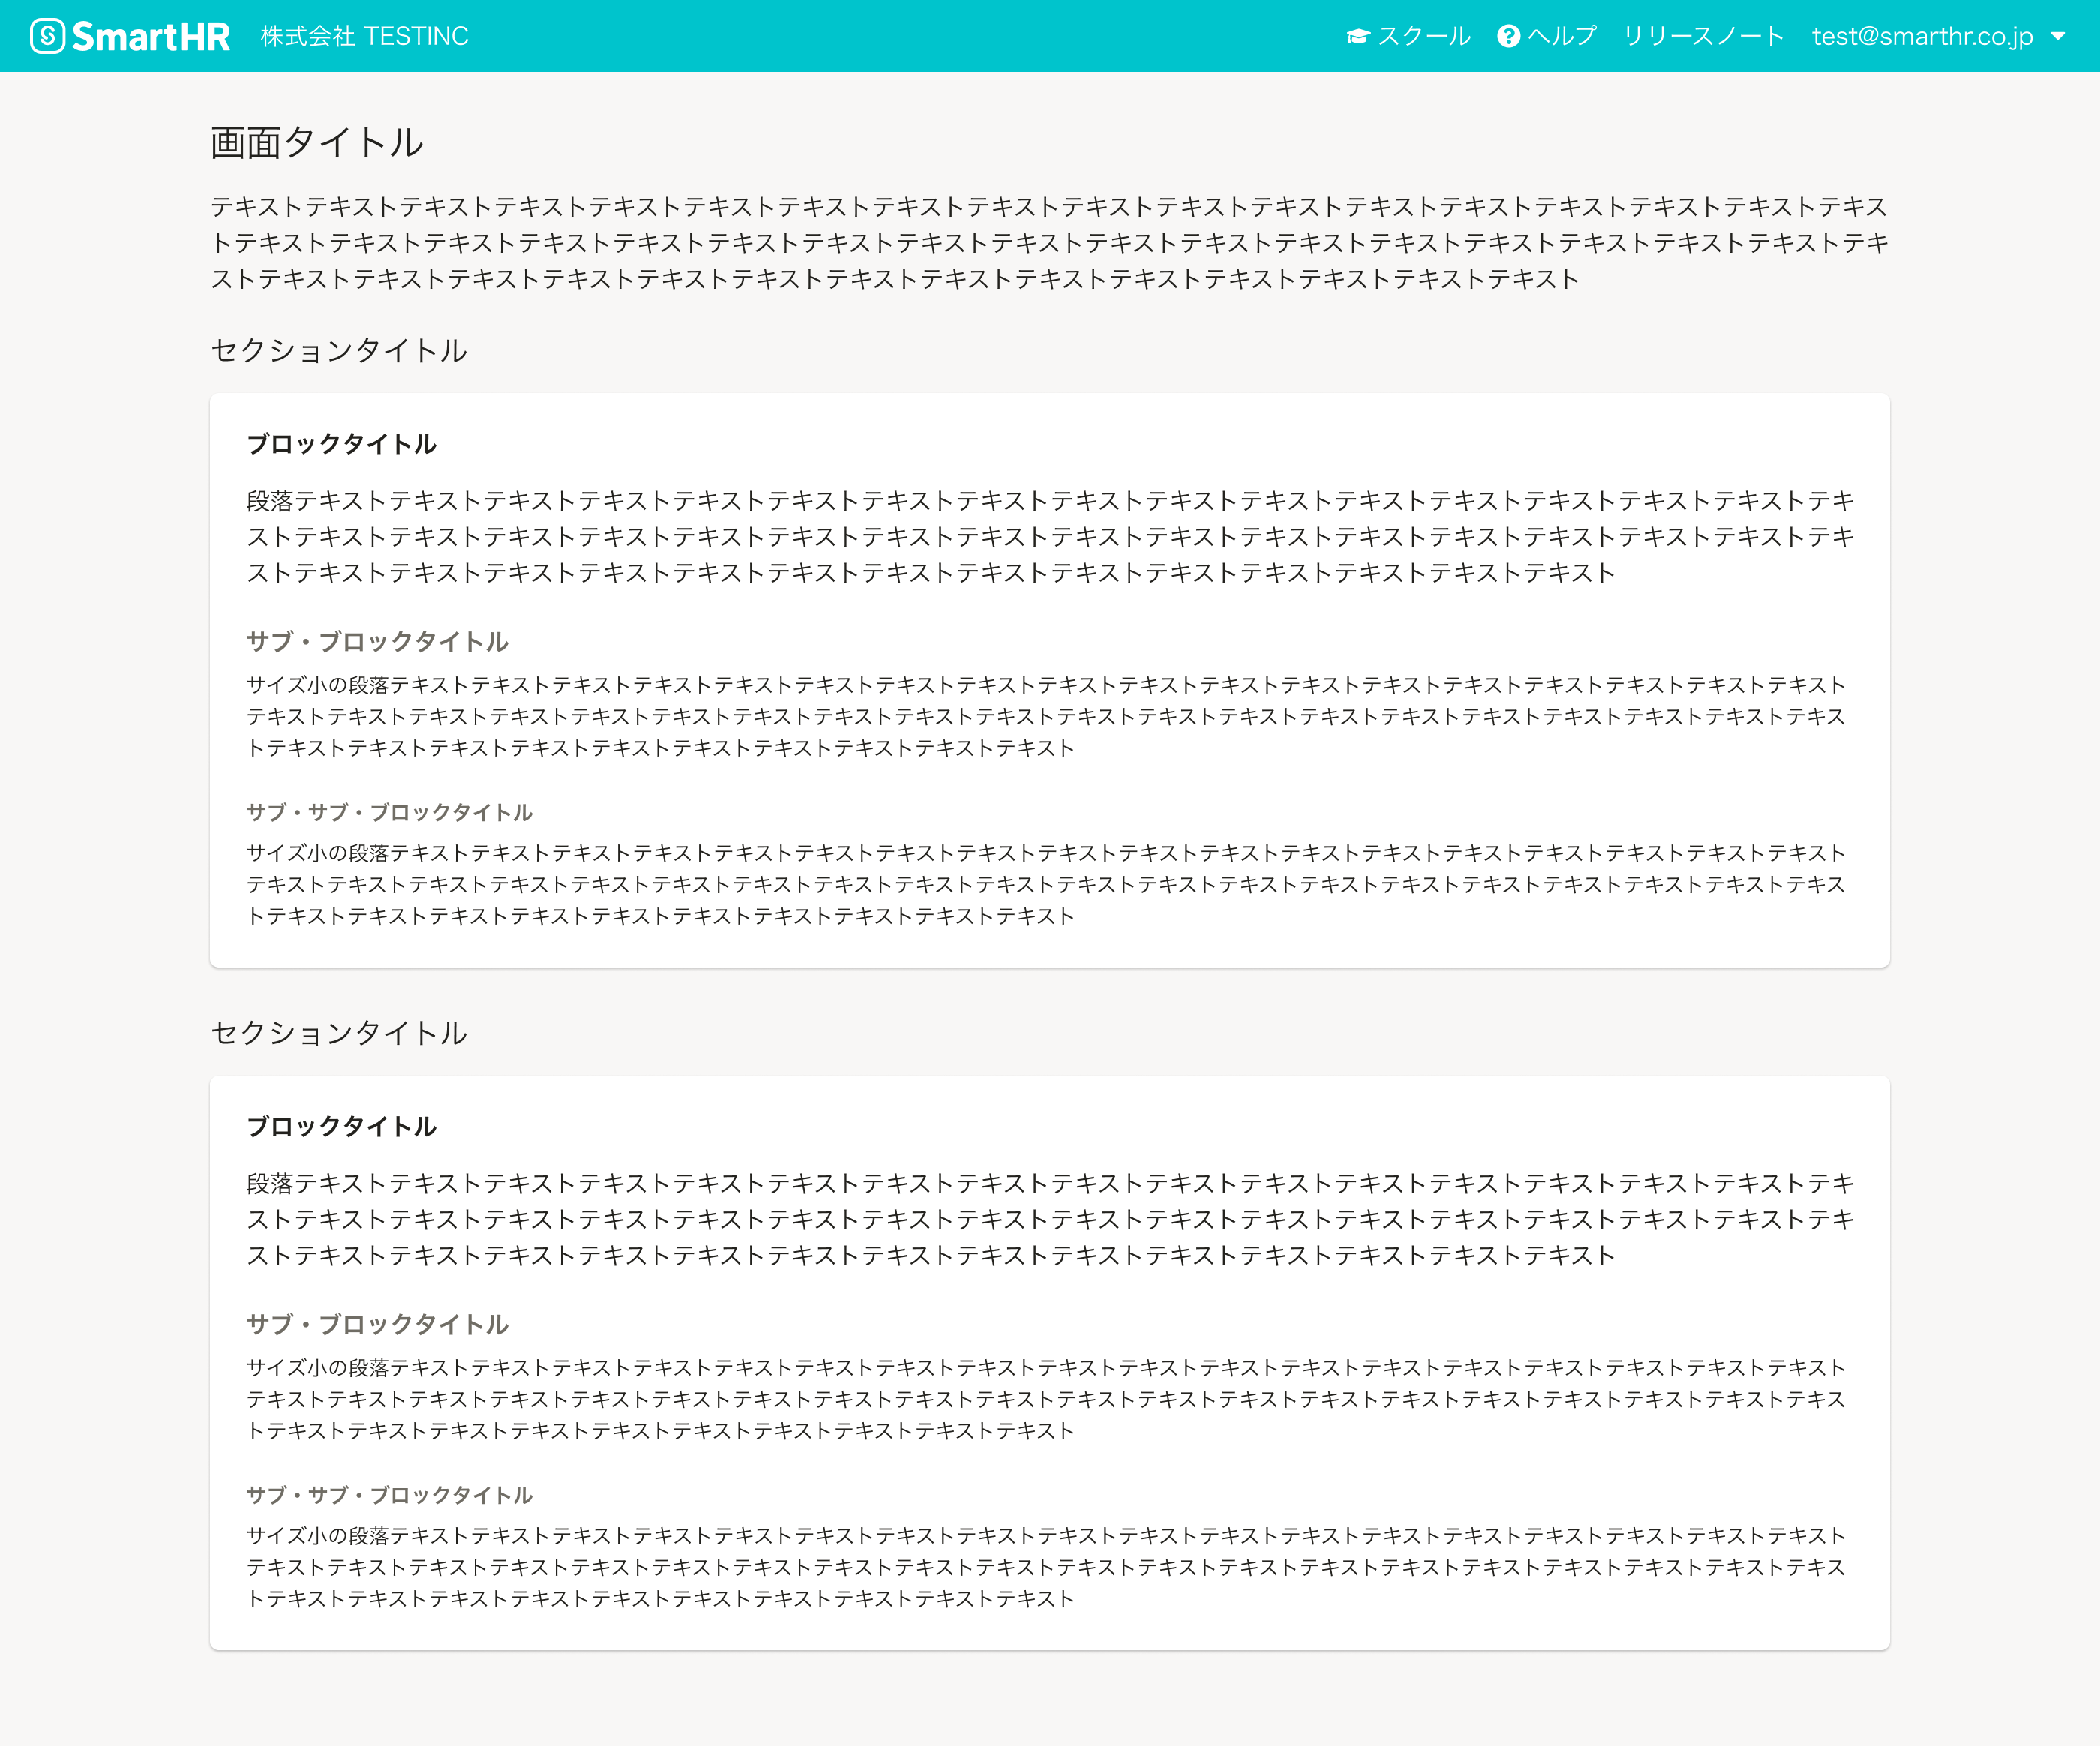 SmartHR 株式会社 TESTINC スクール ヘルプ リリースノート test@smarthr.co.jp
画面タイトル
テキストテキストテキストテキストテキストテキストテキストテキストテキストテキストテキストテキストテキストテキストテキストテキストテキストテキス
トテキストテキストテキストテキストテキストテキストテキストテキストテキストテキストテキストテキストテキストテキストテキストテキストテキストテキ
ストテキストテキストテキストテキストテキストテキストテキストテキストテキストテキストテキストテキストテキストテキスト
セクションタイトル
ブロックタイトル
段落テキストテキストテキストテキストテキストテキストテキストテキストテキストテキストテキストテキストテキストテキストテキストテキストテキ
ストテキストテキストテキストテキストテキストテキストテキストテキストテキストテキストテキストテキストテキストテキストテキストテキストテキ
ストテキストテキストテキストテキストテキストテキストテキストテキストテキストテキストテキストテキストテキストテキスト
サブ・ブロックタイトル
サイズ小の段落テキストテキストテキストテキストテキストテキストテキストテキストテキストテキストテキストテキストテキストテキストテキストテキストテキストテキスト
テキストテキストテキストテキストテキストテキストテキストテキストテキストテキストテキストテキストテキストテキストテキストテキストテキストテキストテキストテキス
トテキストテキストテキストテキストテキストテキストテキストテキストテキストテキスト
サブ・サブ・ブロックタイトル
サイズ小の段落テキストテキストテキストテキストテキストテキストテキストテキストテキストテキストテキストテキストテキストテキストテキストテキストテキストテキスト
テキストテキストテキストテキストテキストテキストテキストテキストテキストテキストテキストテキストテキストテキストテキストテキストテキストテキストテキストテキス
トテキストテキストテキストテキストテキストテキストテキストテキストテキストテキスト
セクションタイトル
ブロックタイトル
段落テキストテキストテキストテキストテキストテキストテキストテキストテキストテキストテキストテキストテキストテキストテキストテキストテキ
ストテキストテキストテキストテキストテキストテキストテキストテキストテキストテキストテキストテキストテキストテキストテキストテキストテキ
ストテキストテキストテキストテキストテキストテキストテキストテキストテキストテキストテキストテキストテキストテキスト
サブ・ブロックタイトル
サイズ小の段落テキストテキストテキストテキストテキストテキストテキストテキストテキストテキストテキストテキストテキストテキストテキストテキストテキストテキスト
テキストテキストテキストテキストテキストテキストテキストテキストテキストテキストテキストテキストテキストテキストテキストテキストテキストテキストテキストテキス
トテキストテキストテキストテキストテキストテキストテキストテキストテキストテキスト
サブ・サブ・ブロックタイトル
サイズ小の段落テキストテキストテキストテキストテキストテキストテキストテキストテキストテキストテキストテキストテキストテキストテキストテキストテキストテキスト
テキストテキストテキストテキストテキストテキストテキストテキストテキストテキストテキストテキストテキストテキストテキストテキストテキストテキストテキストテキス
トテキストテキストテキストテキストテキストテキストテキストテキストテキストテキスト